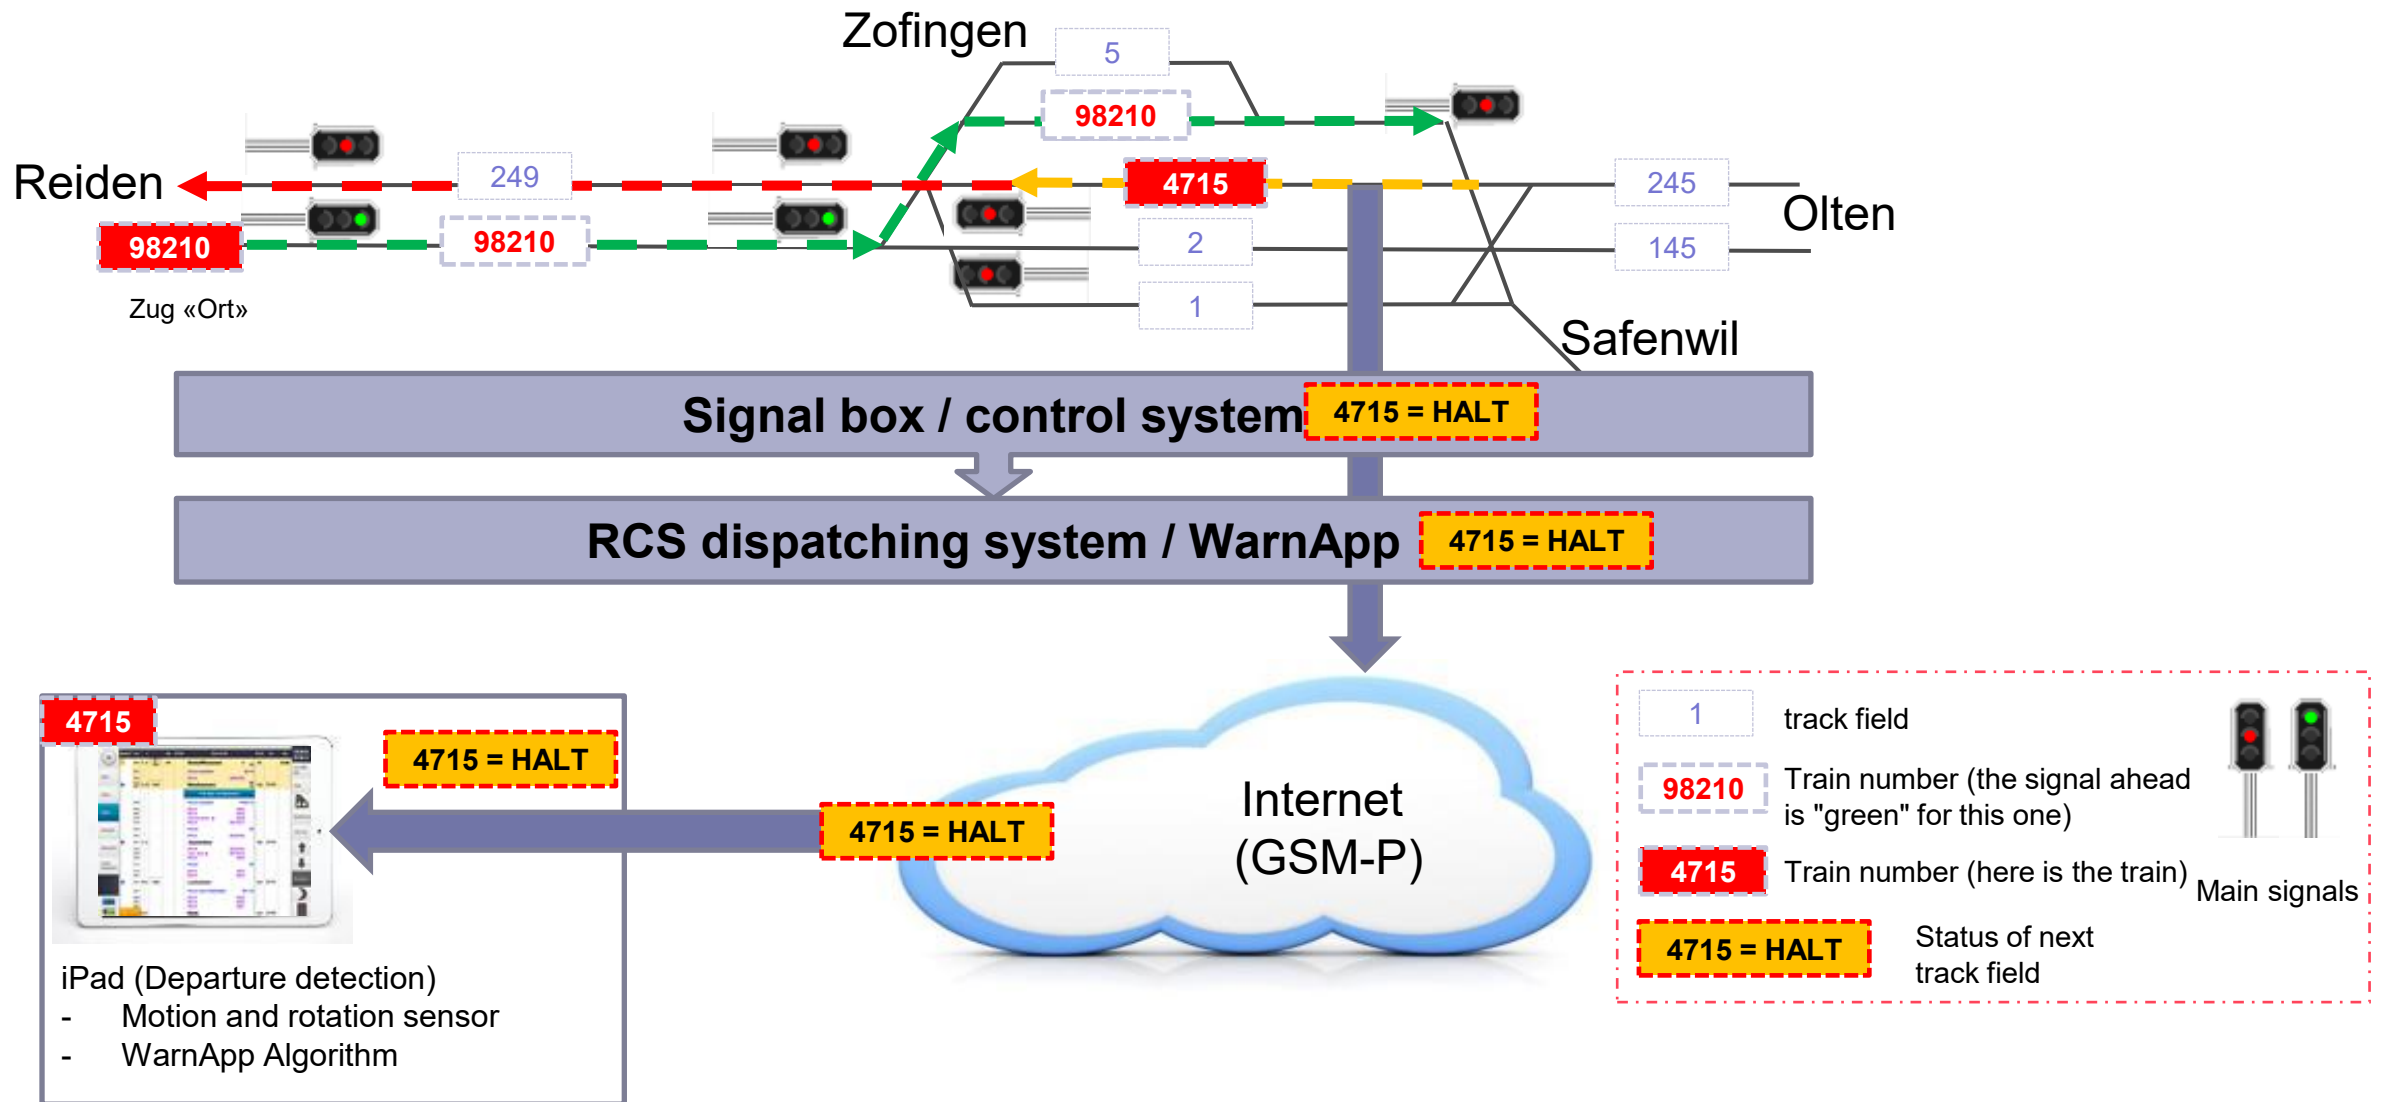 Zofingen
5
98210
Reiden
249
4715
245
Olten
98210
98210
2
145
Zug «Ort»
1
Safenwil
Signal box / control system
4715 = HALT
RCS dispatching system / WarnApp
4715 = HALT
4715
4715 = HALT
4715 = HALT
Internet
(GSM-P)
iPad (Departure detection)
- Motion and rotation sensor
- WarnApp Algorithm
1
track field
98210
Train number (the signal ahead
is "green" for this one)
4715
Train number (here is the train)
Main signals
4715 = HALT
Status of next
track field